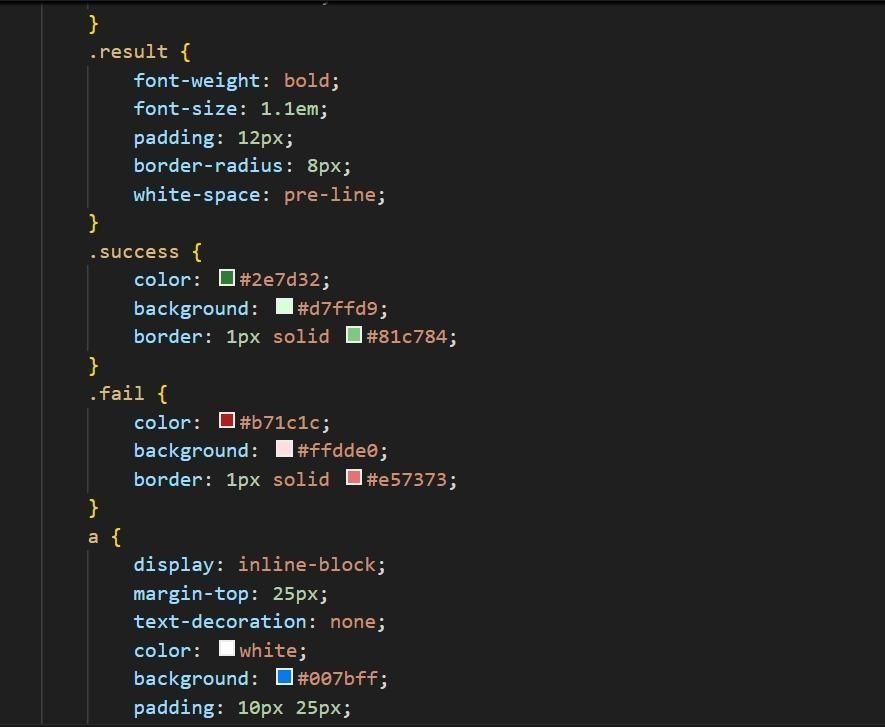 }
.result {
    font-weight: bold;
    font-size: 1.1em;
    padding: 12px;
    border-radius: 8px;
    white-space: pre-line;
}
.success {
    color: #2e7d32;
    background: #d7ffd9;
    border: 1px solid #81c784;
}
.fail {
    color: #b71c1c;
    background: #ffdde0;
    border: 1px solid #e57373;
}
a {
    display: inline-block;
    margin-top: 25px;
    text-decoration: none;
    color: white;
    background: #007bff;
    padding: 10px 25px;